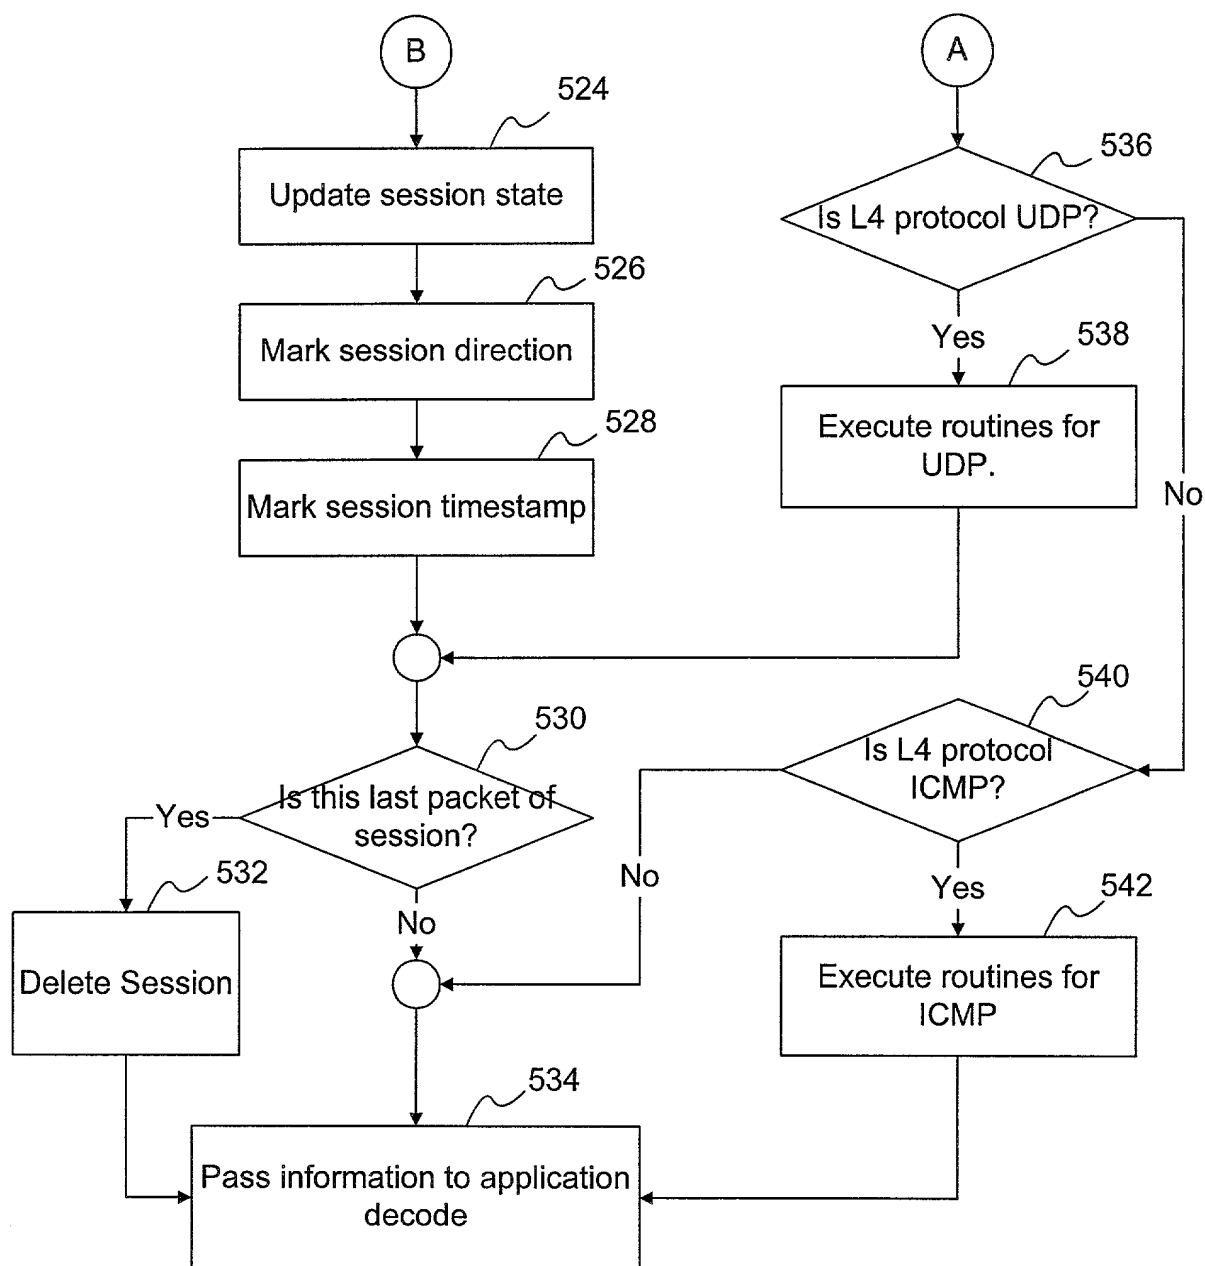 B
A
524
Update session state
536
Is L4 protocol UDP?
526
Mark session direction
Yes
538
Execute routines for
UDP.
528
Mark session timestamp
No
530
Is this last packet of
session?
Yes
No
540
Is L4 protocol
ICMP?
No
Yes
532
Delete Session
542
Execute routines for
ICMP
534
Pass information to application
decode